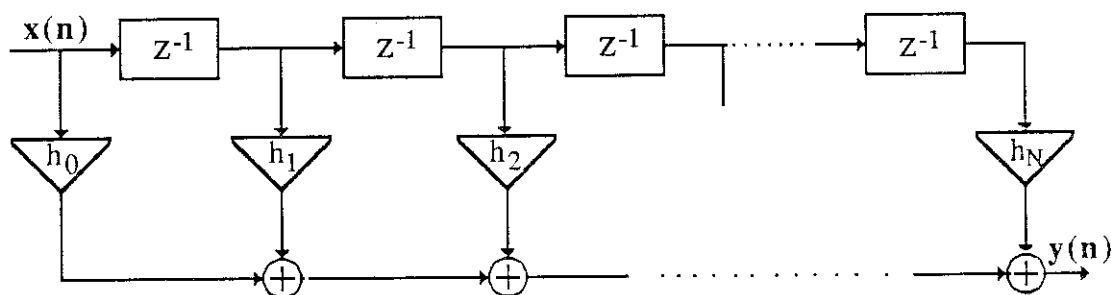 x(n)
z⁻¹
z⁻¹
z⁻¹
z⁻¹
h₀
h₁
h₂
h_N
+
+
+
y(n)